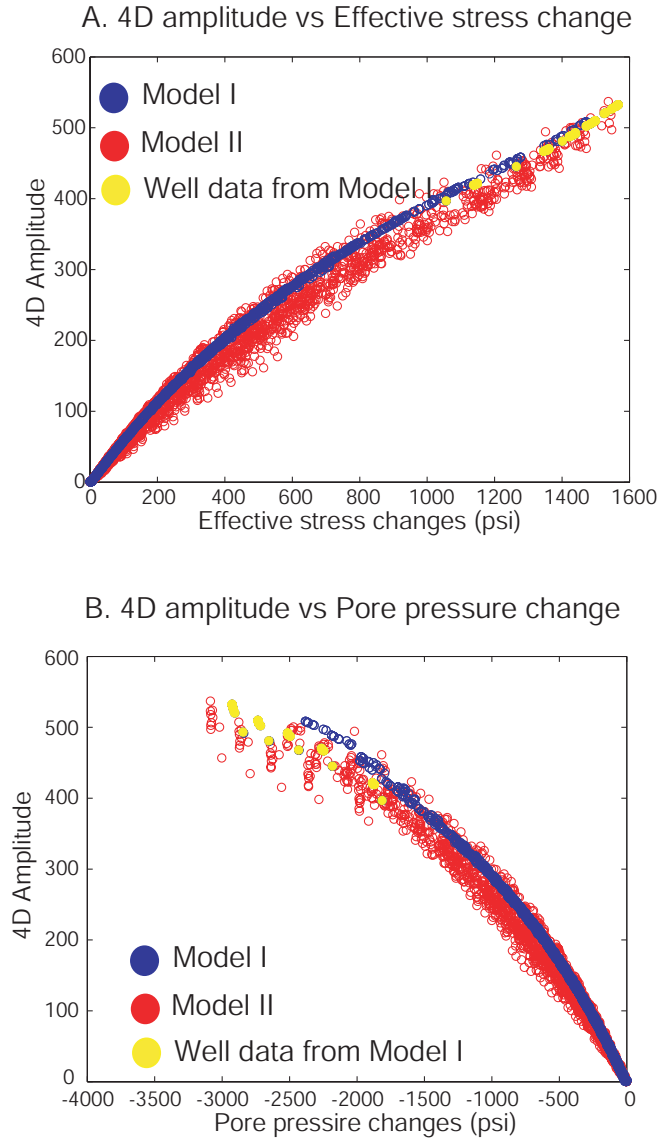 A. 4D amplitude vs Effective stress change
600
500
400
300
200
100
0
4D Amplitude
Model I
Model II
Well data from Model I
0 200 400 600 800 1000 1200 1400 1600
Effective stress changes (psi)
B. 4D amplitude vs Pore pressure change
600
500
400
300
200
100
0
4D Amplitude
Model I
Model II
Well data from Model I
-4000 -3500 -3000 -2500 -2000 -1500 -1000 -500 0
Pore pressire changes (psi)